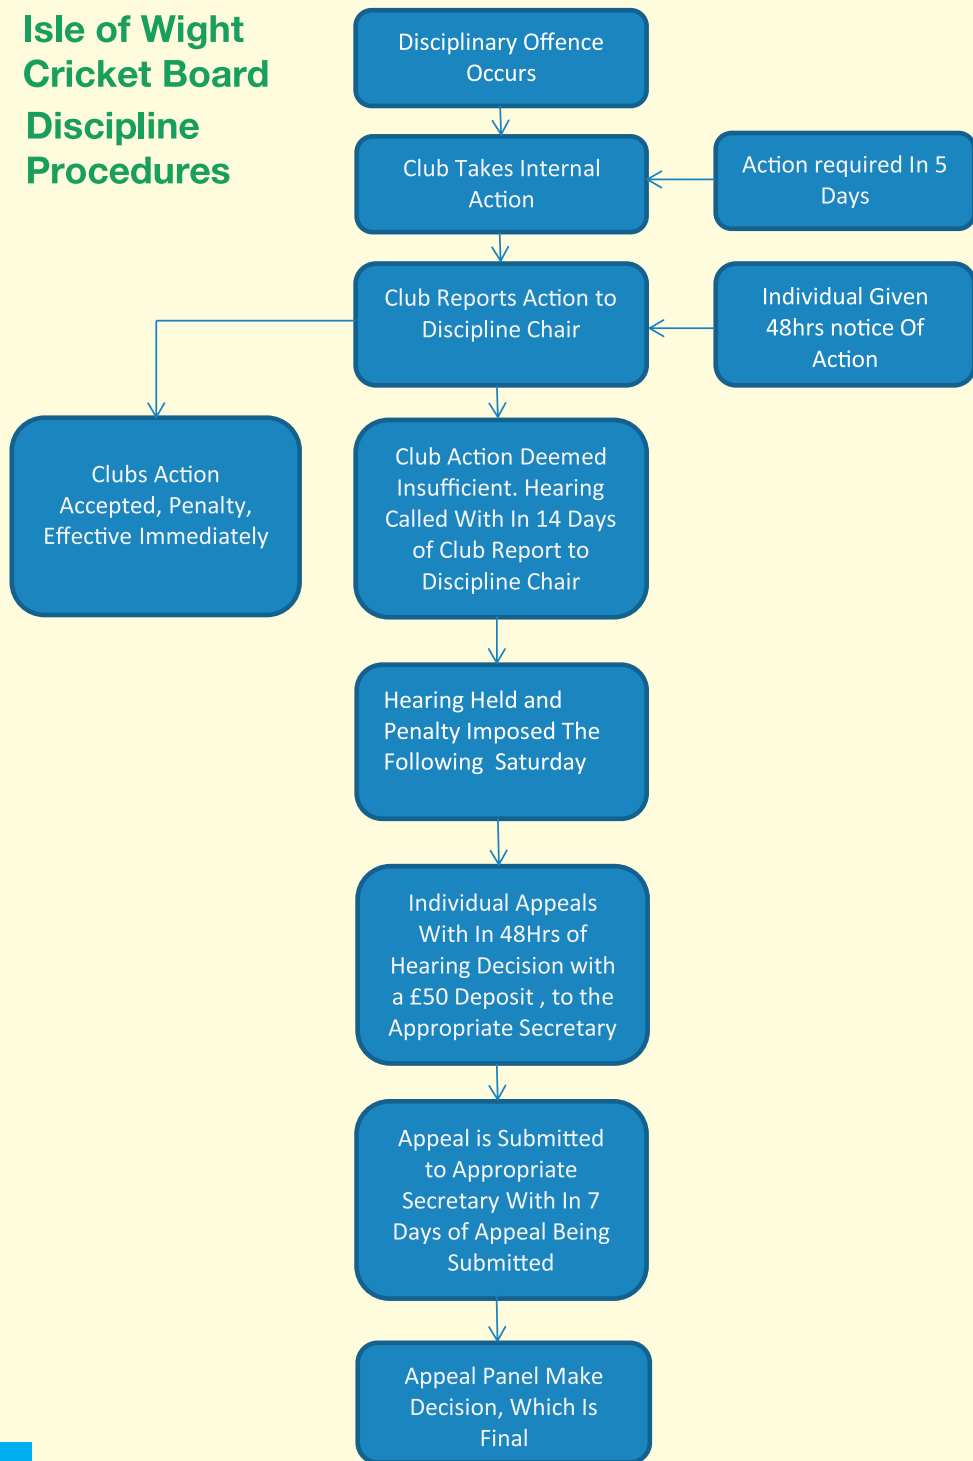 Isle of Wight
Cricket Board
Discipline
Procedures
Disciplinary Offence
Occurs
Club Takes Internal
Action
Action required In 5
Days
Club Reports Action to
Discipline Chair
Individual Given
48hrs notice Of
Action
Clubs Action
Accepted, Penalty,
Effective Immediately
Club Action Deemed
Insufficient. Hearing
Called With In 14 Days
of Club Report to
Discipline Chair
Hearing Held and
Penalty Imposed The
Following  Saturday
Individual Appeals
With In 48Hrs of
Hearing Decision with
a £50 Deposit , to the
Appropriate Secretary
Appeal is Submitted
to Appropriate
Secretary With In 7
Days of Appeal Being
Submitted
Appeal Panel Make
Decision, Which Is
Final